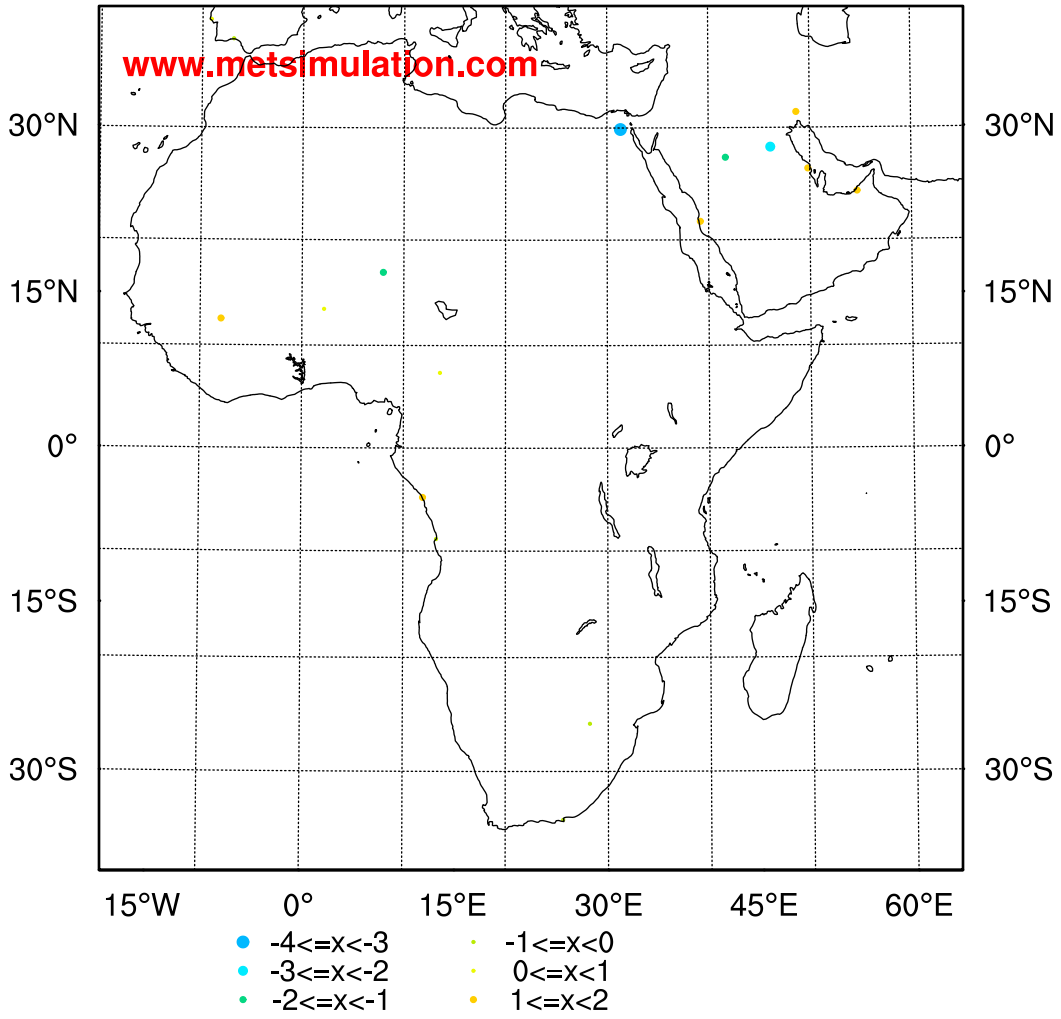 www.metsimulation.com
30°N 30°N
15°N 15°N
0° 0°
15°S 15°S
30°S 30°S
15°W 0° 15°E 30°E 45°E 60°E
-4<=x<-3 -1<=x<0
-3<=x<-2 0<=x<1
-2<=x<-1 1<=x<2